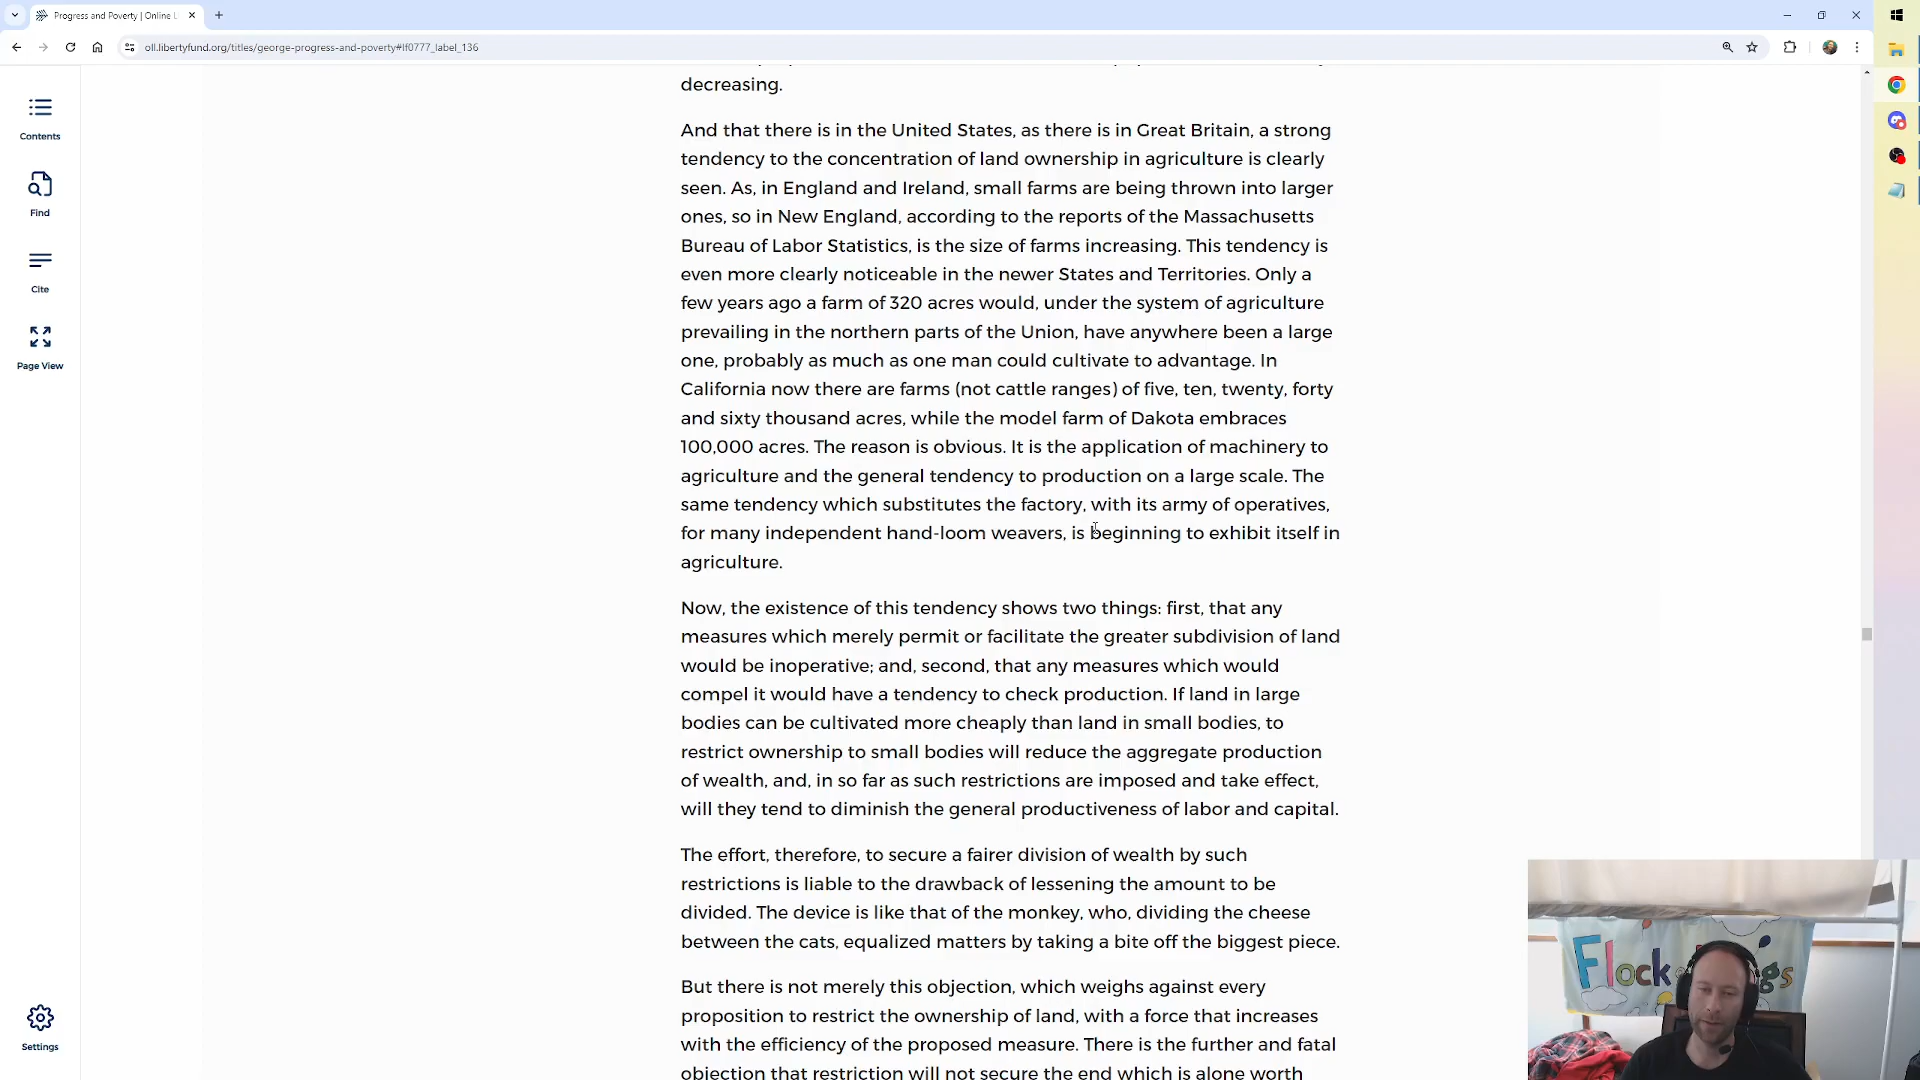 Progress and Poverty | Online L
oll.libertyfund.org/titles/george-progress-and-poverty#lf0777_label_136
Contents
Find
Cite
Page View
Settings
decreasing.
And that there is in the United States, as there is in Great Britain, a strong
tendency to the concentration of land ownership in agriculture is clearly
seen. As, in England and Ireland, small farms are being thrown into larger
ones, so in New England, according to the reports of the Massachusetts
Bureau of Labor Statistics, is the size of farms increasing. This tendency is
even more clearly noticeable in the newer States and Territories. Only a
few years ago a farm of 320 acres would, under the system of agriculture
prevailing in the northern parts of the Union, have anywhere been a large
one, probably as much as one man could cultivate to advantage. In
California now there are farms (not cattle ranges) of five, ten, twenty, forty
and sixty thousand acres, while the model farm of Dakota embraces
100,000 acres. The reason is obvious. It is the application of machinery to
agriculture and the general tendency to production on a large scale. The
same tendency which substitutes the factory, with its army of operatives,
for many independent hand-loom weavers, is beginning to exhibit itself in
agriculture.
Now, the existence of this tendency shows two things: first, that any
measures which merely permit or facilitate the greater subdivision of land
would be inoperative; and, second, that any measures which would
compel it would have a tendency to check production. If land in large
bodies can be cultivated more cheaply than land in small bodies, to
restrict ownership to small bodies will reduce the aggregate production
of wealth, and, in so far as such restrictions are imposed and take effect,
will they tend to diminish the general productiveness of labor and capital.
The effort, therefore, to secure a fairer division of wealth by such
restrictions is liable to the drawback of lessening the amount to be
divided. The device is like that of the monkey, who, dividing the cheese
between the cats, equalized matters by taking a bite off the biggest piece.
But there is not merely this objection, which weighs against every
proposition to restrict the ownership of land, with a force that increases
with the efficiency of the proposed measure. There is the further and fatal
objection that restriction will not secure the end which is alone worth
Flock